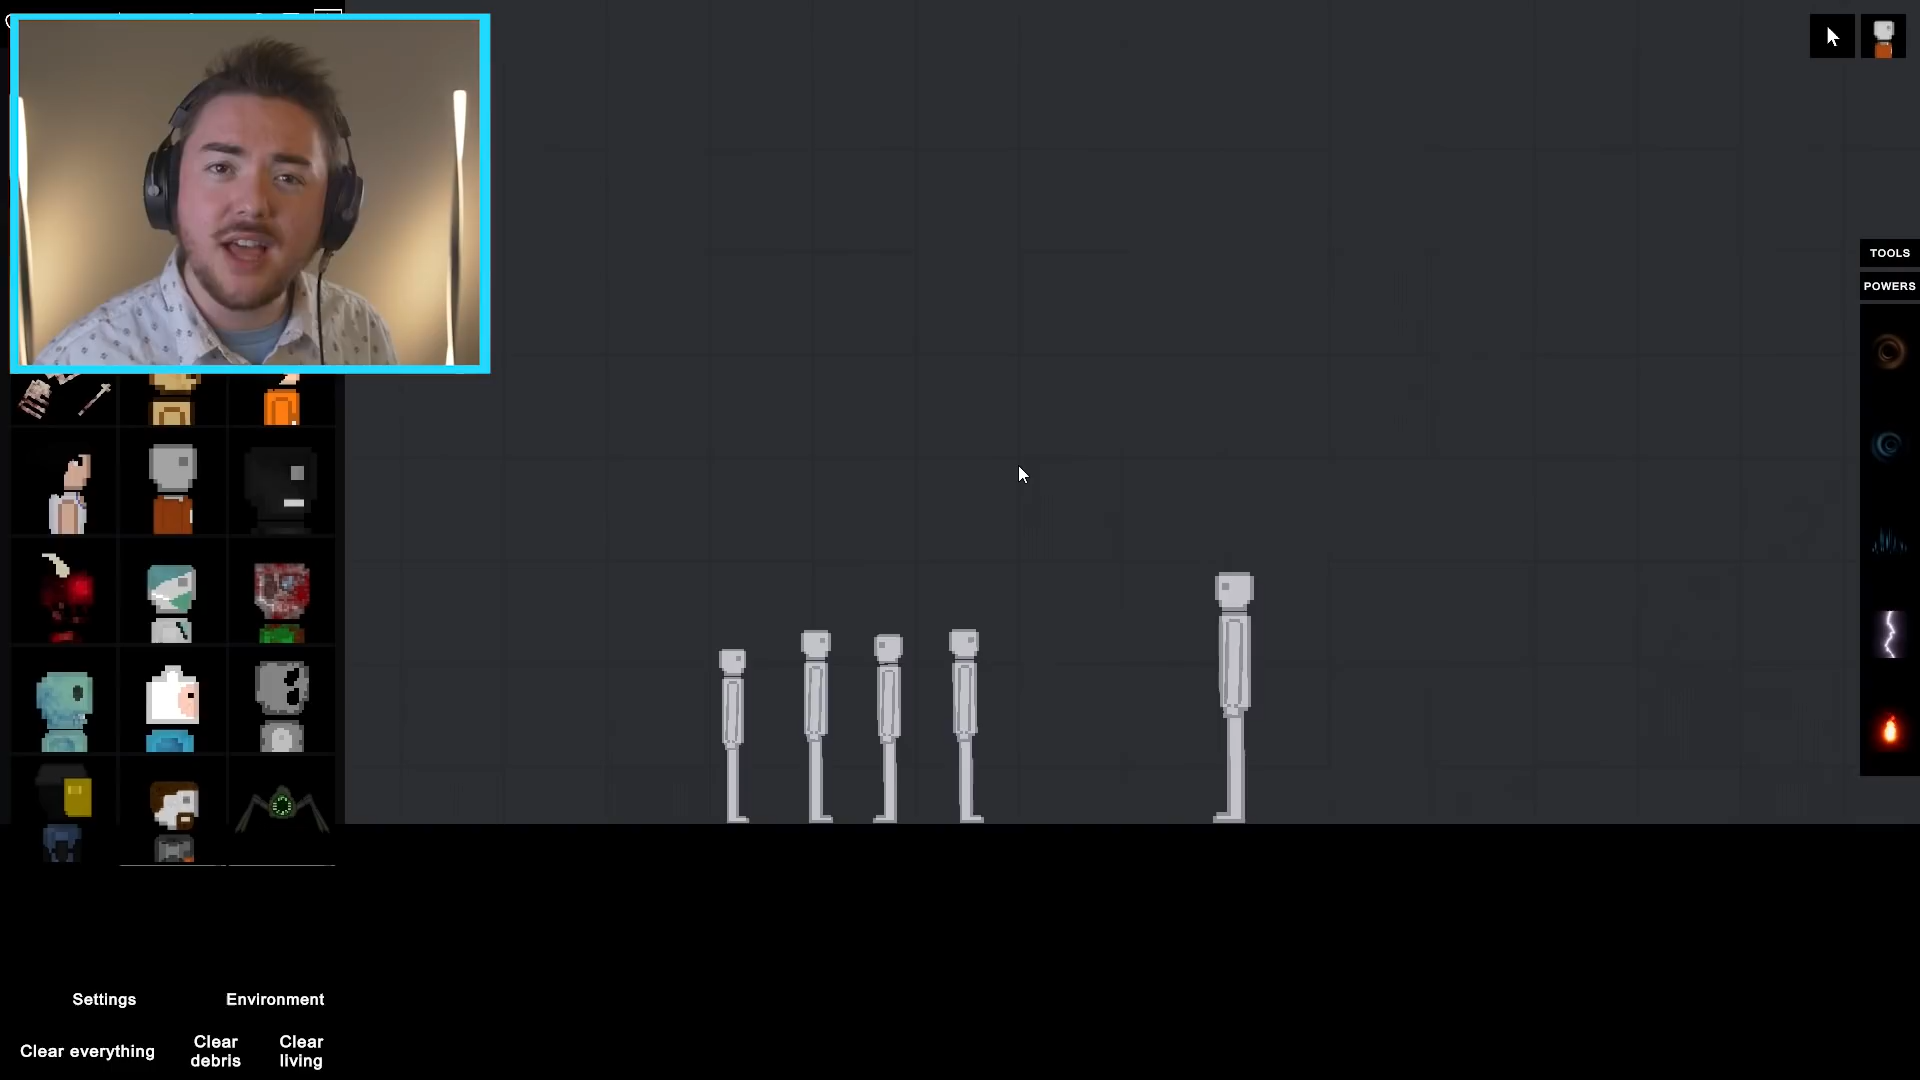 TOOLS
POWERS
Settings
Environment
Clear everything
Clear
debris
Clear
living